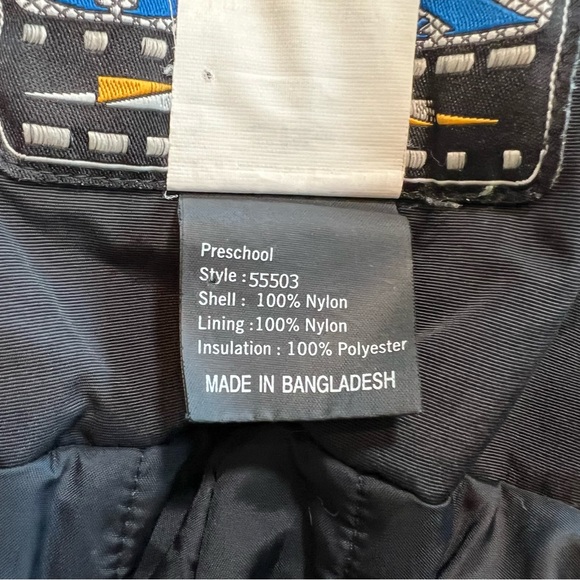 Preschool
Style : 55503
Shell : 100% Nylon
Lining :100% Nylon
Insulation : 100% Polyester
MADE IN BANGLADESH